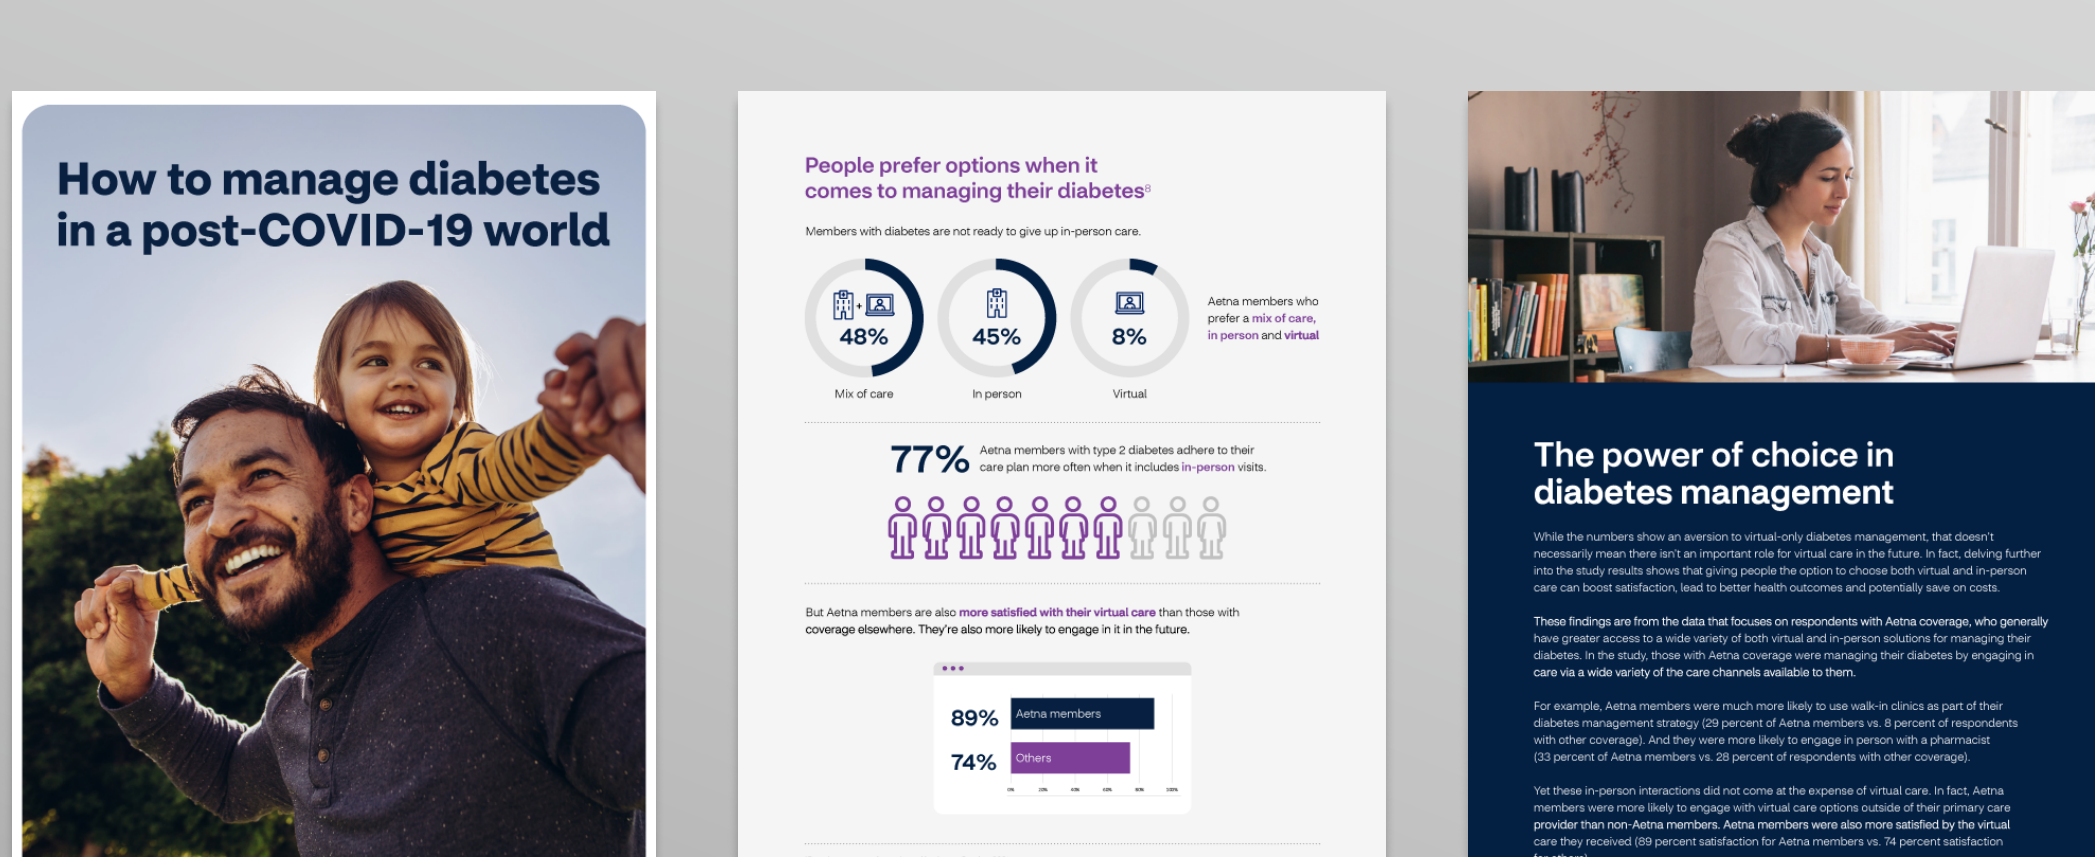 How to manage diabetes
in a post-COVID-19 world
People prefer options when it
comes to managing their diabetes8
Members with diabetes are not ready to give up in-person care.
48%
45%
8%
Mix of care
In person
Virtual
Aetna members who
prefer a mix of care,
in person and virtual
77%
Aetna members with type 2 diabetes adhere to their
care plan more often when it includes in-person visits.
But Aetna members are also more satisfied with their virtual care than those with
coverage elsewhere. They're also more likely to engage in it in the future.
89%
Aetna members
74%
Others
0% 20% 40% 60% 80% 100%
The power of choice in
diabetes management
While the numbers show an aversion to virtual-only diabetes management, that doesn't
necessarily mean there isn't an important role for virtual care in the future. In fact, delving further
into the study results shows that giving people the option to choose both virtual and in-person
care can boost satisfaction, lead to better health outcomes and potentially save on costs.
These findings are from the data that focuses on respondents with Aetna coverage, who generally
have greater access to a wide variety of both virtual and in-person solutions for managing their
diabetes. In the study, those with Aetna coverage were managing their diabetes by engaging in
care via a wide variety of the care channels available to them.
For example, Aetna members were much more likely to use walk-in clinics as part of their
diabetes management strategy (29 percent of Aetna members vs. 8 percent of respondents
with other coverage). And they were more likely to engage in person with a pharmacist
(33 percent of Aetna members vs. 28 percent of respondents with other coverage).
Yet these in-person interactions did not come at the expense of virtual care. In fact, Aetna
members were more likely to engage with virtual care options outside of their primary care
provider than non-Aetna members. Aetna members were also more satisfied by the virtual
care they received (89 percent satisfaction for Aetna members vs. 74 percent satisfaction